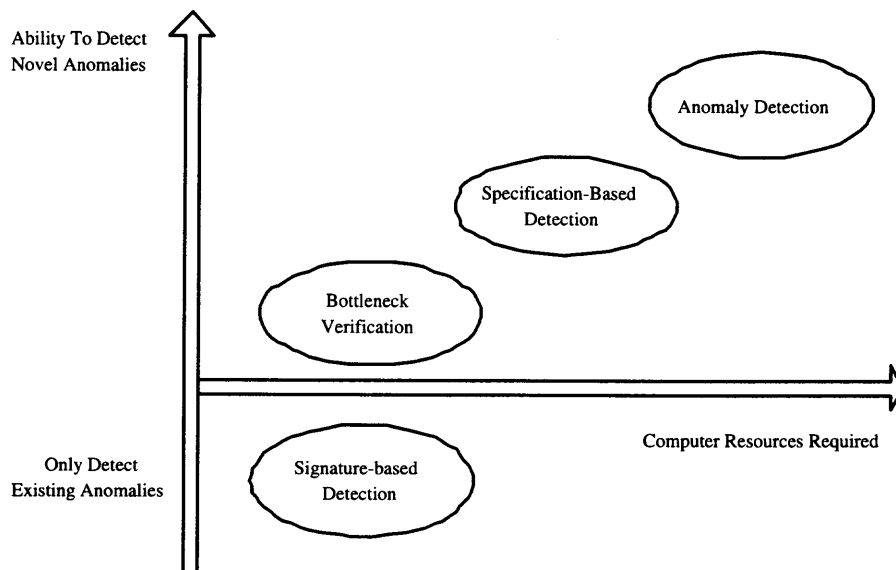 Ability To Detect
Novel Anomalies
Anomaly Detection
Specification-Based
Detection
Bottleneck
Verification
Computer Resources Required
Only Detect
Existing Anomalies
Signature-based
Detection